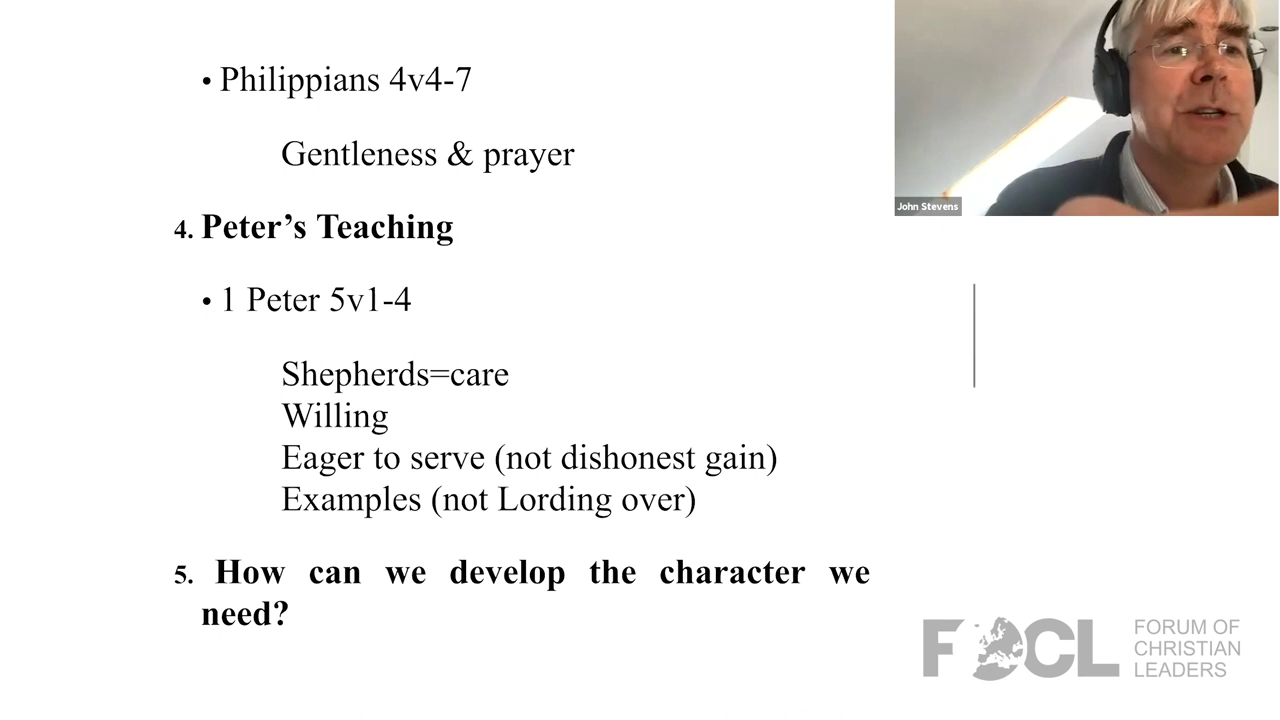 • Philippians 4v4-7
Gentleness & prayer
4. Peter’s Teaching
• 1 Peter 5v1-4
Shepherds=care
Willing
Eager to serve (not dishonest gain)
Examples (not Lording over)
5. How can we develop the character we
need?
John Stevens
FOCL
FORUM OF
CHRISTIAN
LEADERS